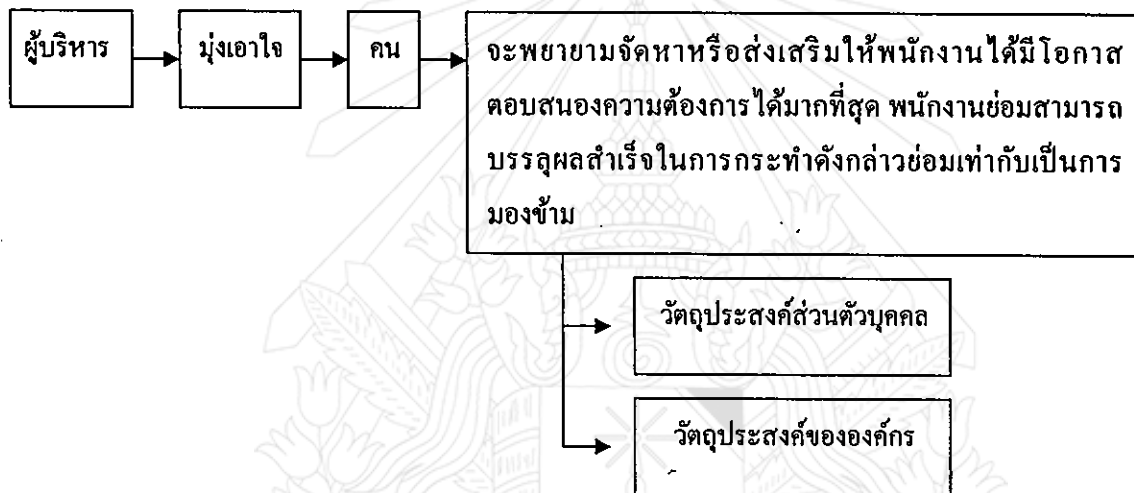 ผู้บริหาร
มุ่งเอาใจ
คน
จะพยายามจัดหาหรือส่งเสริมให้พนักงานได้มีโอกาส
ตอบสนองความต้องการได้มากที่สุด พนักงานย่อมสามารถ
บรรลุผลสำเร็จในการกระทำดังกล่าวย่อมเท่ากับเป็นการ
มองข้าม
วัตถุประสงค์ส่วนตัวบุคคล
วัตถุประสงค์ขององค์กร